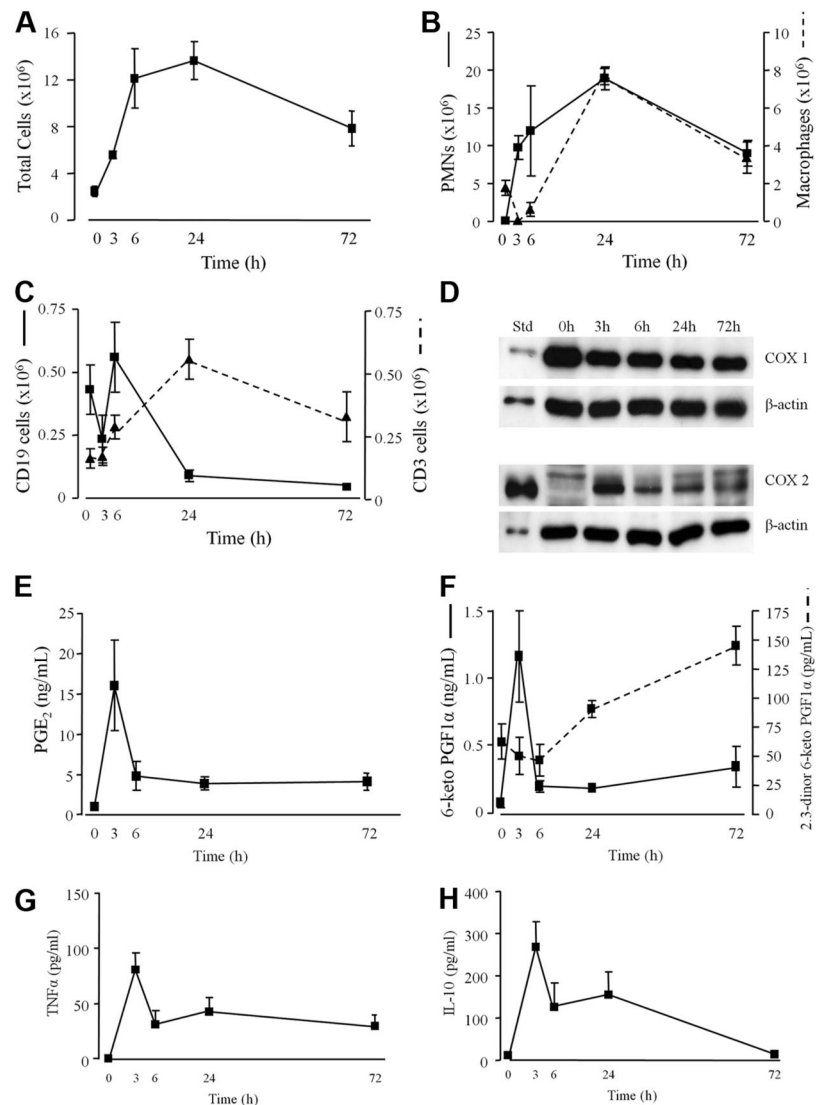 A
Total Cells (x10⁶)
16
12
8
4
0
0 3 6 24 72
Time (h)
B
PMNs (x10⁶)
25
20
15
10
5
0
Macrophages (x10⁶)
10
8
6
4
2
0
0 3 6 24 72
Time (h)
C
CD19 cells (x10⁶)
0.75
0.50
0.25
0
CD3 cells (x10⁶)
0.75
0.50
0.25
0
0 3 6 24 72
Time (h)
D
Std 0h 3h 6h 24h 72h
COX 1
β-actin
COX 2
β-actin
E
PGE₂ (ng/mL)
25
20
15
10
5
0
0 3 6 24 72
Time (h)
F
6-keto PGF1α (ng/mL)
1.5
1.0
0.5
0
2.3-dinor 6-keto PGF1α (pg/mL)
175
150
125
100
75
50
25
0
0 3 6 24 72
Time (h)
G
TNFα (pg/ml)
150
100
50
0
0 3 6 24 72
Time (h)
H
IL-10 (pg/ml)
400
300
200
100
0
0 3 6 24 72
Time (h)